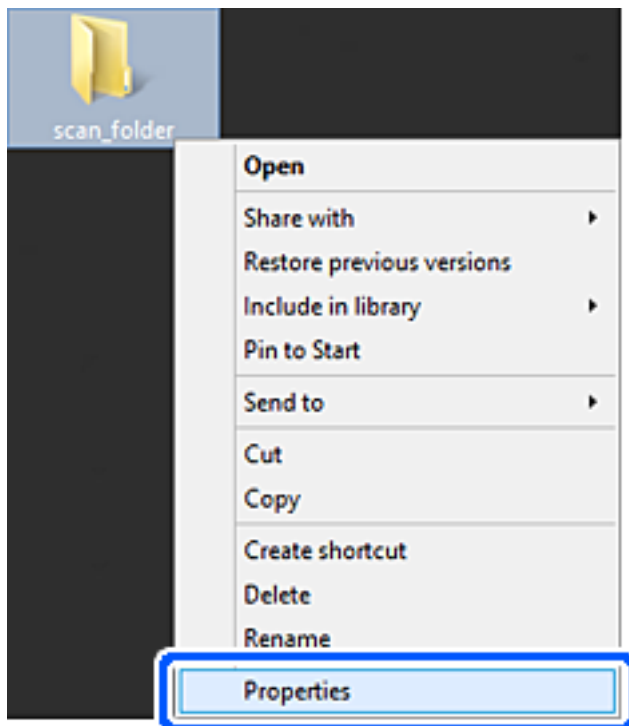 scan_folder
Open
Share with
Restore previous versions
Include in library
Pin to Start
Send to
Cut
Copy
Create shortcut
Delete
Rename
Properties